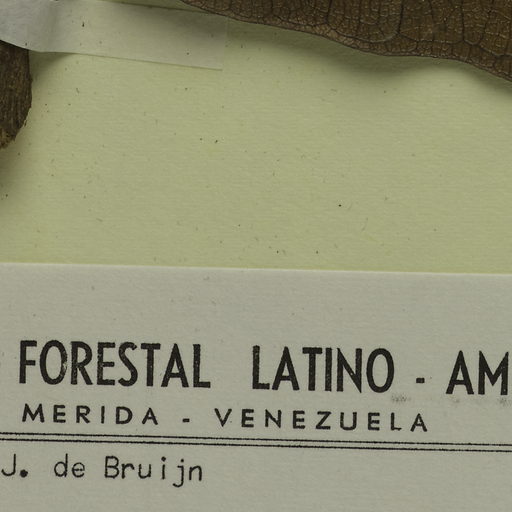 FORESTAL LATINO - AM
MERIDA - VENEZUELA
J. de Bruijn